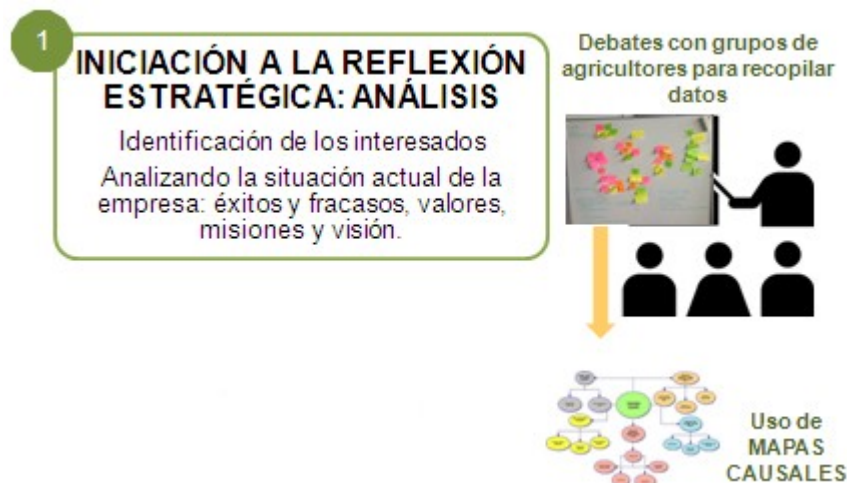 1
INICIACIÓN A LA REFLEXIÓN
ESTRATÉGICA: ANÁLISIS
Identificación de los interesados
Analizando la situación actual de la
empresa: éxitos y fracasos, valores,
misiones y visión.
Debates con grupos de
agricultores para recopilar
datos
Uso de
MAPAS
CAUSALES